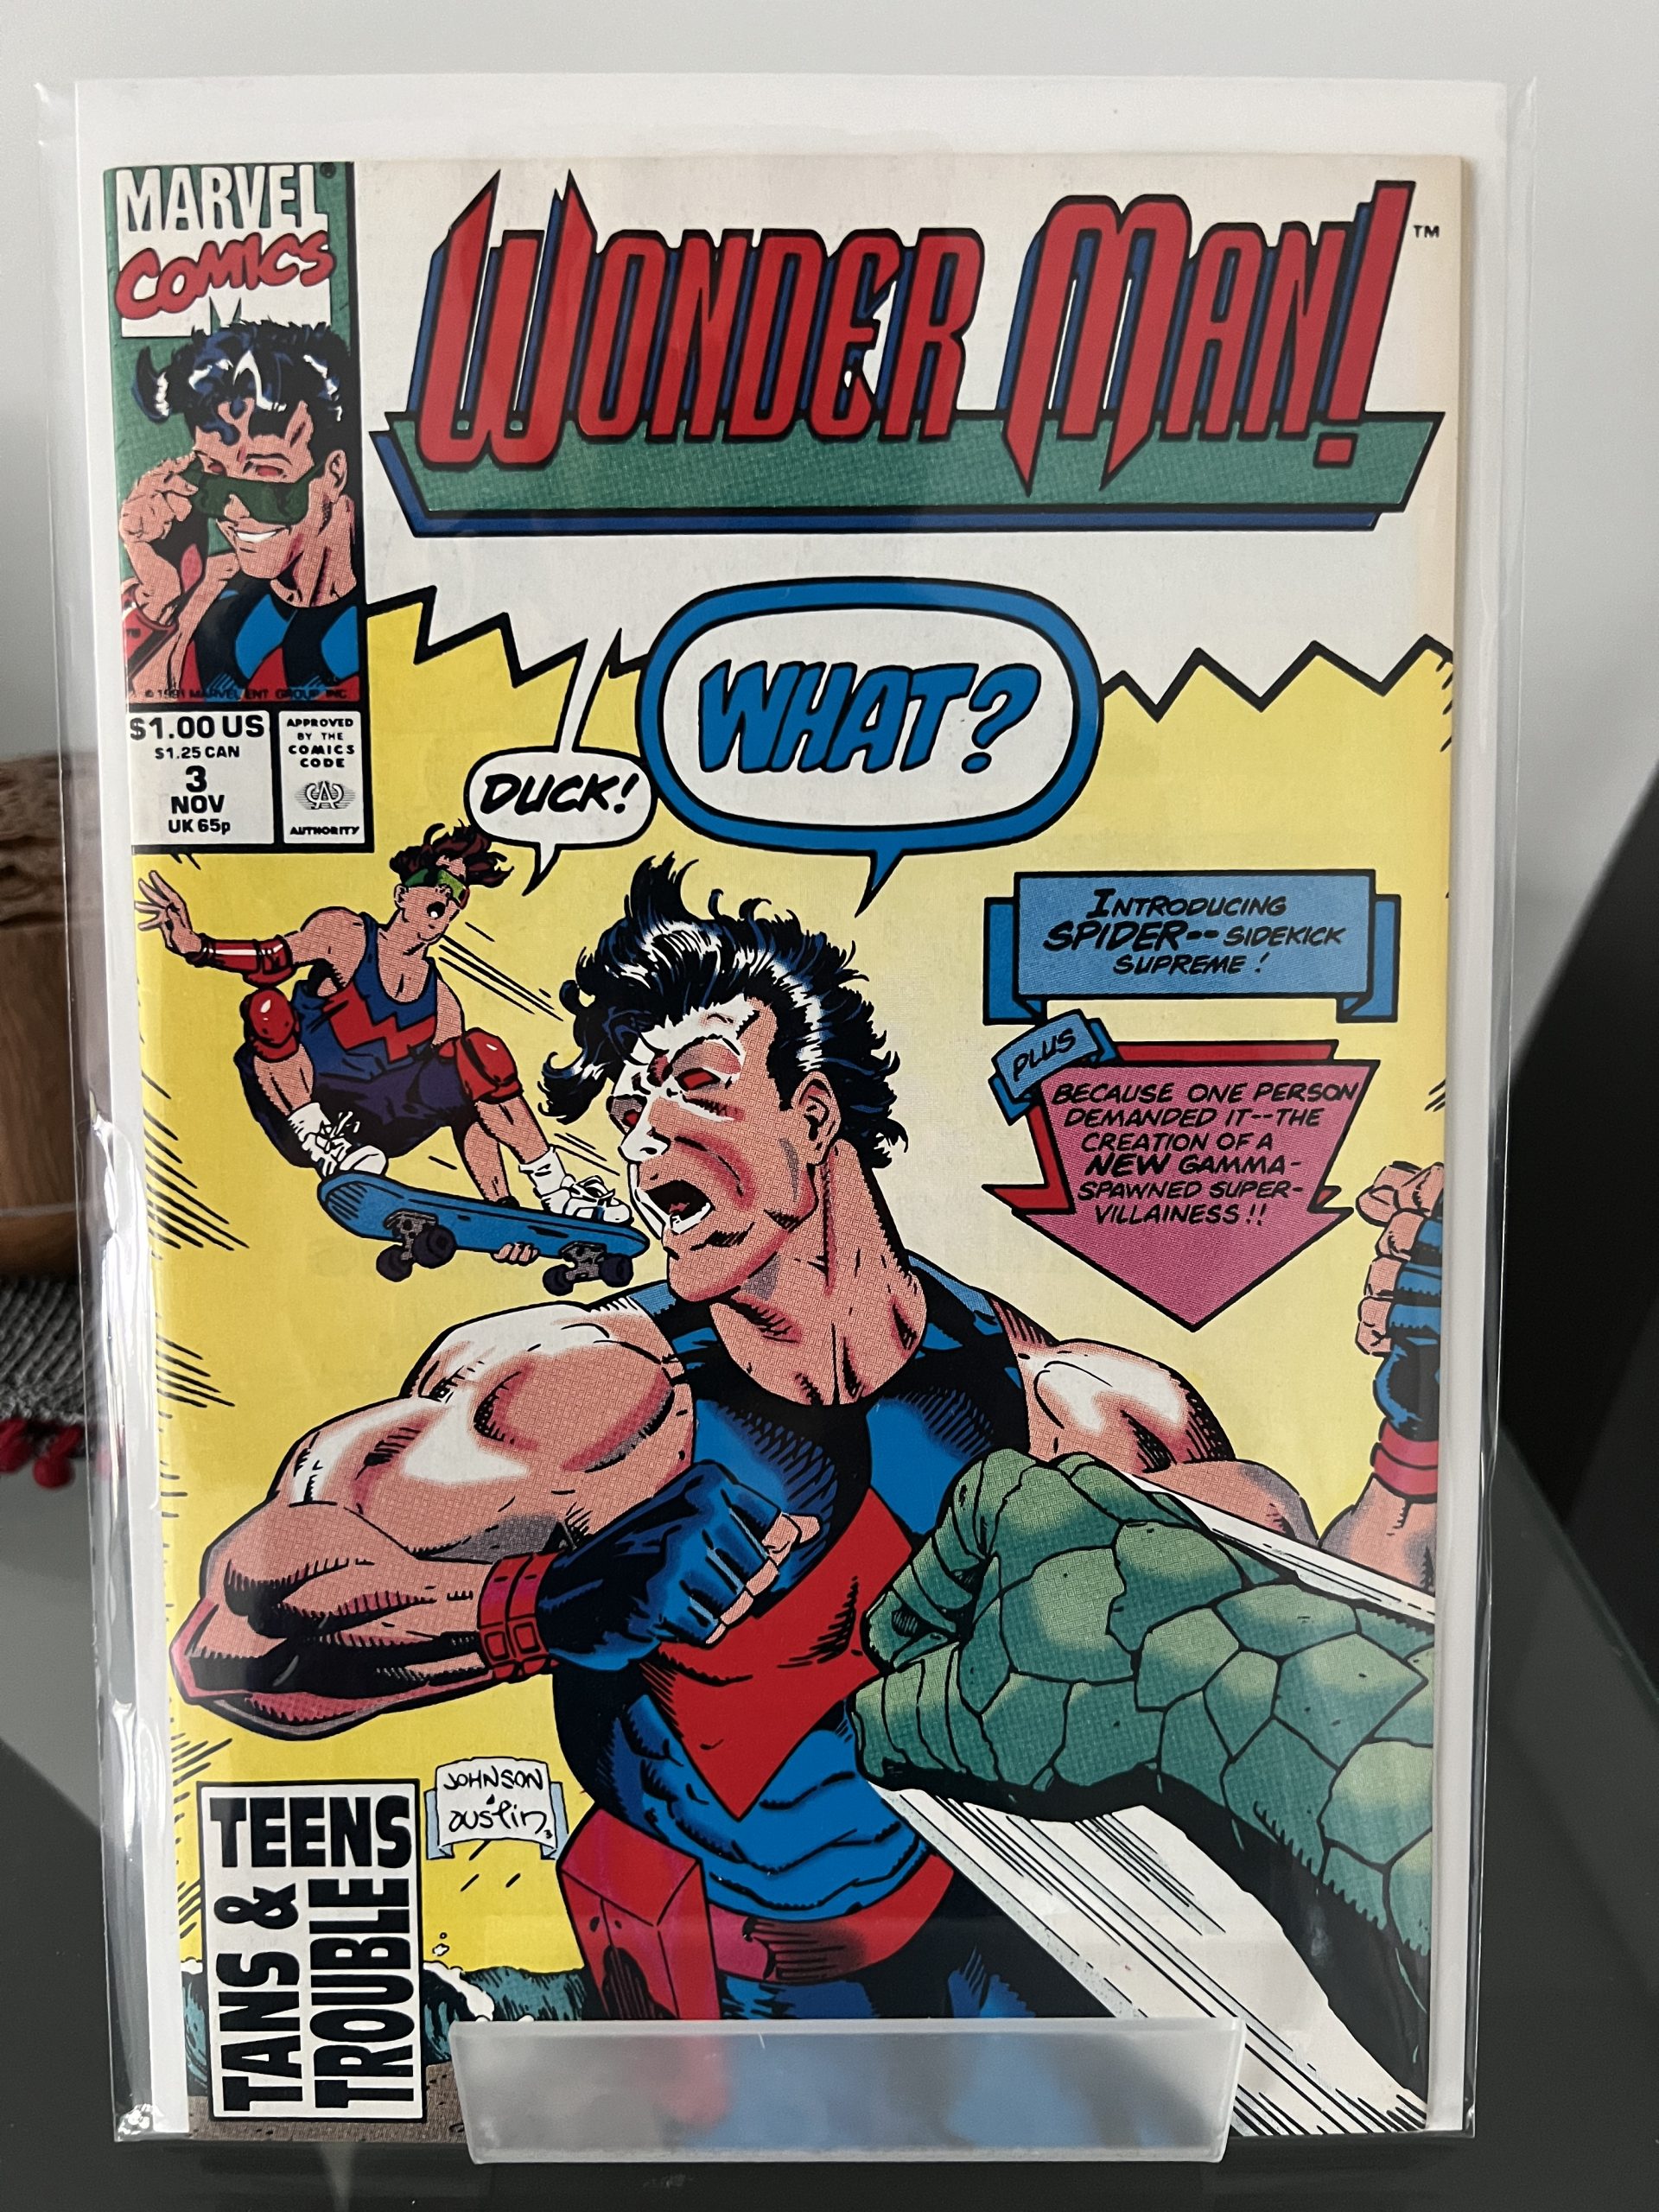 MARVEL
COMICS
© 1991 MARVEL ENT GROUP INC
$1.00 US
$1.25 CAN
3
NOV
UK 65p
APPROVED
BY THE
COMICS
CODE
CA
AUTHORITY
WONDER MAN!
TM
DUCK!
WHAT?
INTRODUCING
SPIDER-- SIDEKICK
SUPREME!
PLUS
BECAUSE ONE PERSON
DEMANDED IT--THE
CREATION OF A
NEW GAMMA-
SPAWNED SUPER-
VILLAINESS!!
JOHNSON
&
austin
3
TANS & TEENS
TROUBLE